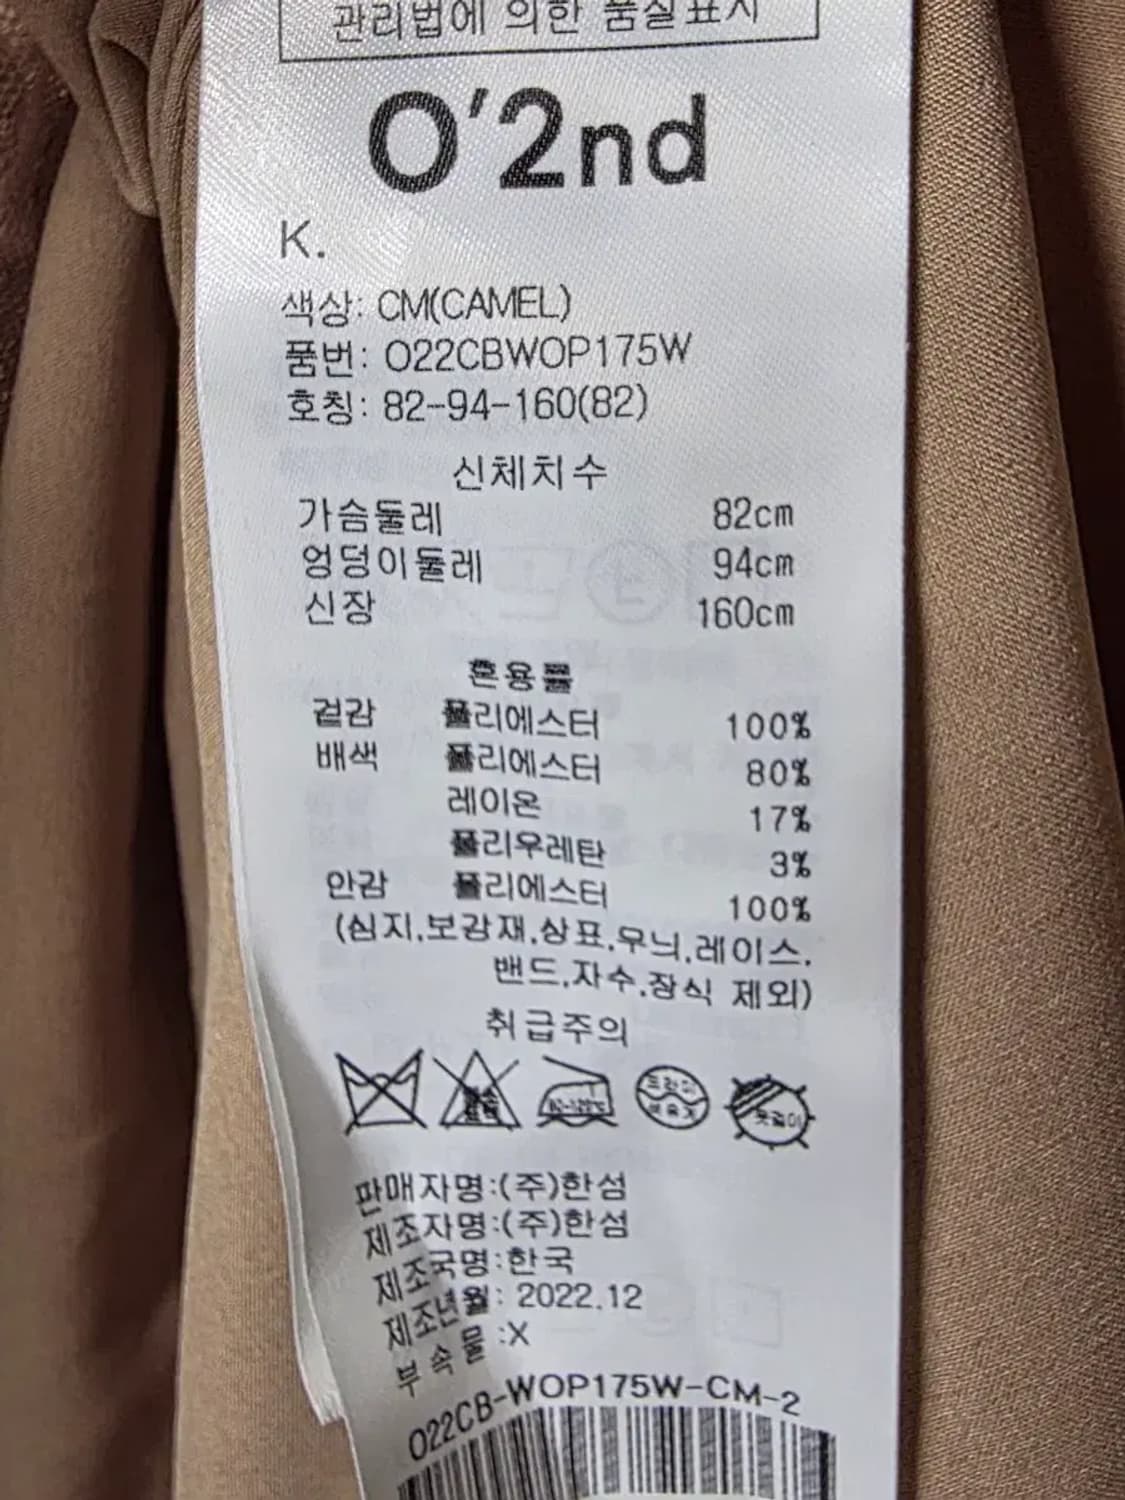 관리법에 의한 품질표시
O'2nd
K.
색상: CM(CAMEL)
품번: O22CBWOP175W
호칭: 82-94-160(82)
신체치수
가슴둘레 82cm
엉덩이둘레 94cm
신장 160cm
혼용률
겉감 폴리에스터 100%
배색 폴리에스터 80%
레이온 17%
폴리우레탄 3%
안감 폴리에스터 100%
(심지.보강재.상표.무늬.레이스.
밴드.자수.장식 제외)
취급주의
옷걸이
판매자명:(주)한섬
제조자명:(주)한섬
제조국명:한국
제조년월: 2022.12
부속물 :X
O22CB-WOP175W-CM-2